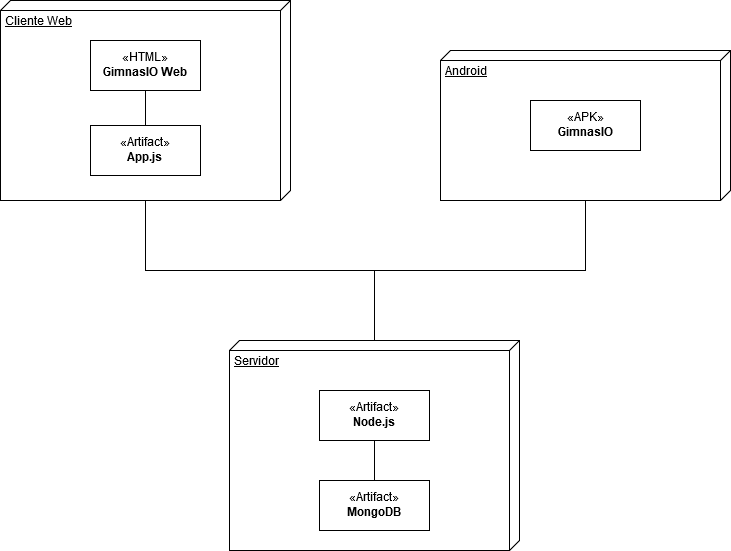 Cliente Web
«HTML»
GimnasIO Web
«Artifact»
App.js
Android
«APK»
GimnasIO
Servidor
«Artifact»
Node.js
«Artifact»
MongoDB